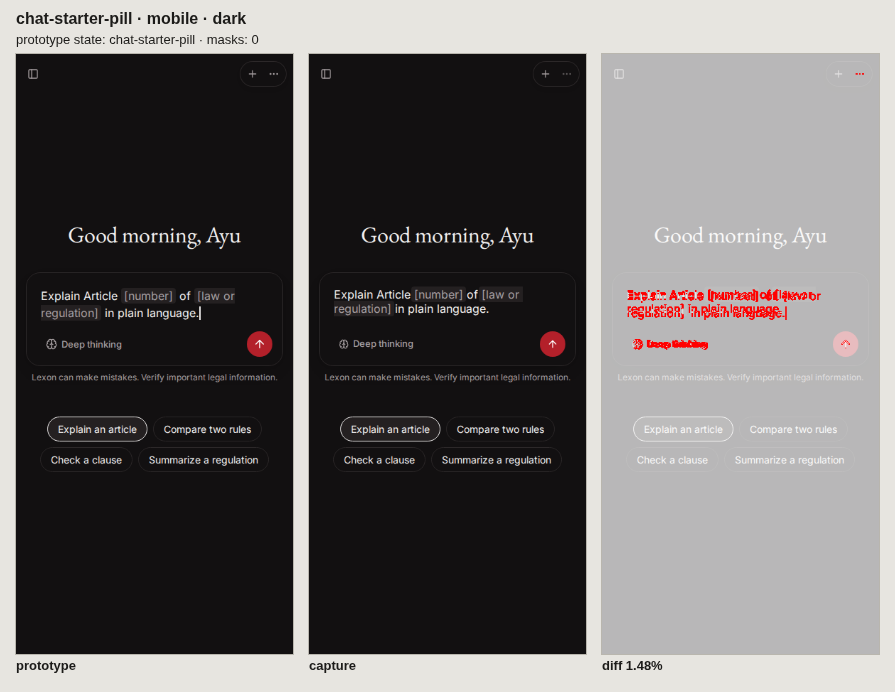 chat-starter-pill · mobile · dark
prototype state: chat-starter-pill · masks: 0
Good morning, Ayu
Explain Article [number] of [law or
regulation] in plain language.
Deep thinking
Lexon can make mistakes. Verify important legal information.
Explain an article
Compare two rules
Check a clause
Summarize a regulation
prototype
Good morning, Ayu
Explain Article [number] of [law or
regulation] in plain language.
Deep thinking
Lexon can make mistakes. Verify important legal information.
Explain an article
Compare two rules
Check a clause
Summarize a regulation
capture
Good morning, Ayu
Lexon can make mistakes. Verify important legal information.
Explain an article
Compare two rules
Check a clause
Summarize a regulation
diff 1.48%